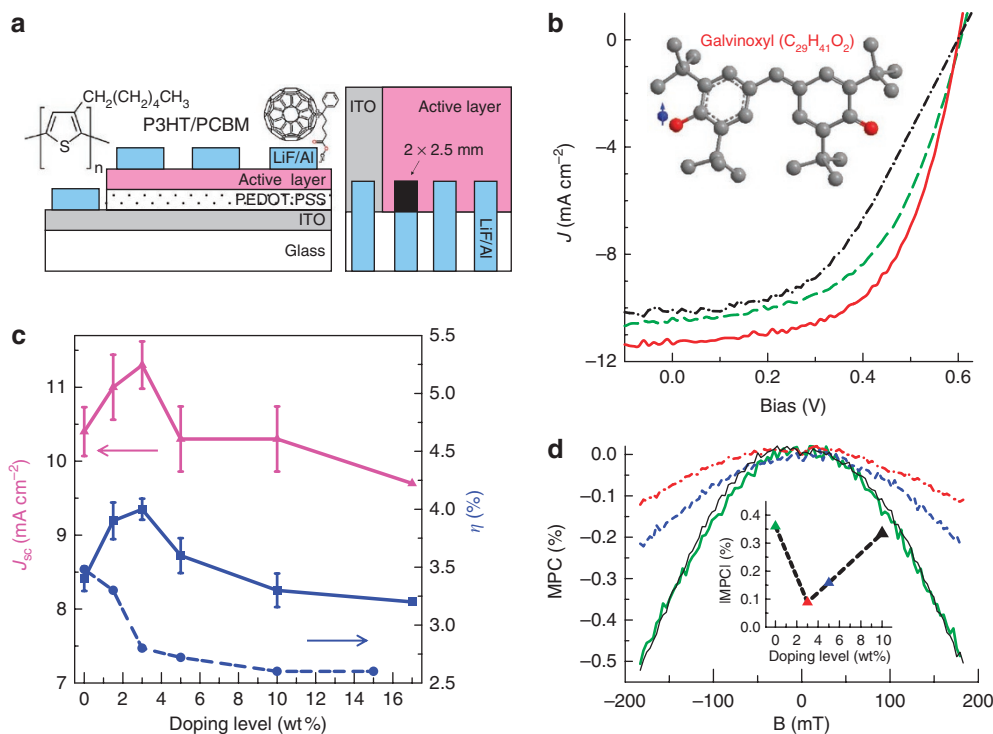 a
CH2(CH2)4CH3
S
n
P3HT/PCBM
LiF/Al
Active layer
PEDOT:PSS
ITO
Glass
ITO
Active layer
2 × 2.5 mm
LiF/Al
b
Galvinoxyl (C29H41O2)
0
−4
−8
−12
J (mA cm−2)
0.0
0.2
0.4
0.6
Bias (V)
c
11
10
9
8
7
Jsc (mA cm−2)
5.5
5.0
4.5
4.0
3.5
3.0
2.5
η (%)
0
2
4
6
8
10
12
14
16
Doping level (wt%)
d
0.0
−0.1
−0.2
−0.3
−0.4
−0.5
MPC (%)
−200
−100
0
100
200
B (mT)
0.4
0.3
0.2
0.1
0.0
IMPCI (%)
0
2
4
6
8
10
Doping level (wt%)